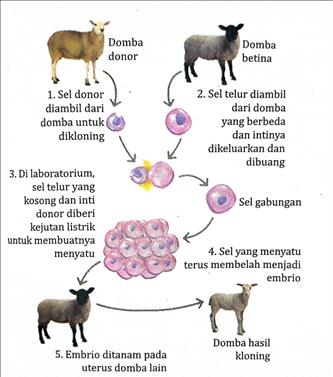 Domba
donor
Domba
betina
1. Sel donor
diambil dari
domba untuk
dikloning
2. Sel telur diambil
dari domba
yang berbeda
dan intinya
dikeluarkan dan
dibuang
3. Di laboratorium,
sel telur yang
kosong dan inti
donor diberi
kejutan listrik
untuk membuatnya
menyatu
Sel gabungan
4. Sel yang menyatu
terus membelah menjadi
embrio
5. Embrio ditanam pada
uterus domba lain
Domba hasil
kloning